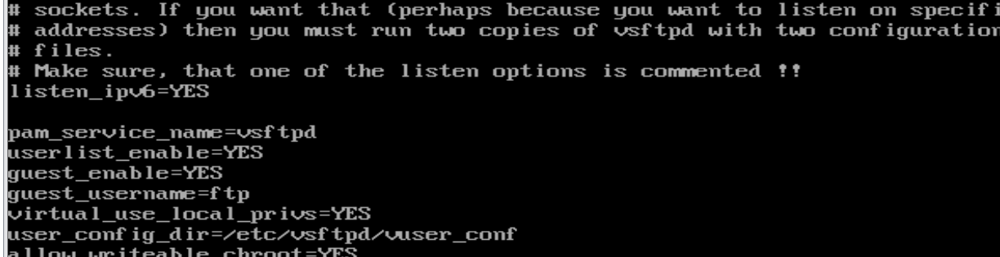 # sockets. If you want that (perhaps because you want to listen on specifi
# addresses) then you must run two copies of vsftpd with two configuration
# files.
# Make sure, that one of the listen options is commented !!
listen_ipv6=YES
pam_service_name=vsftpd
userlist_enable=YES
guest_enable=YES
guest_username=ftp
virtual_use_local_privs=YES
user_config_dir=/etc/vsftpd/vuser_conf
allow_writeable_chroot=YES